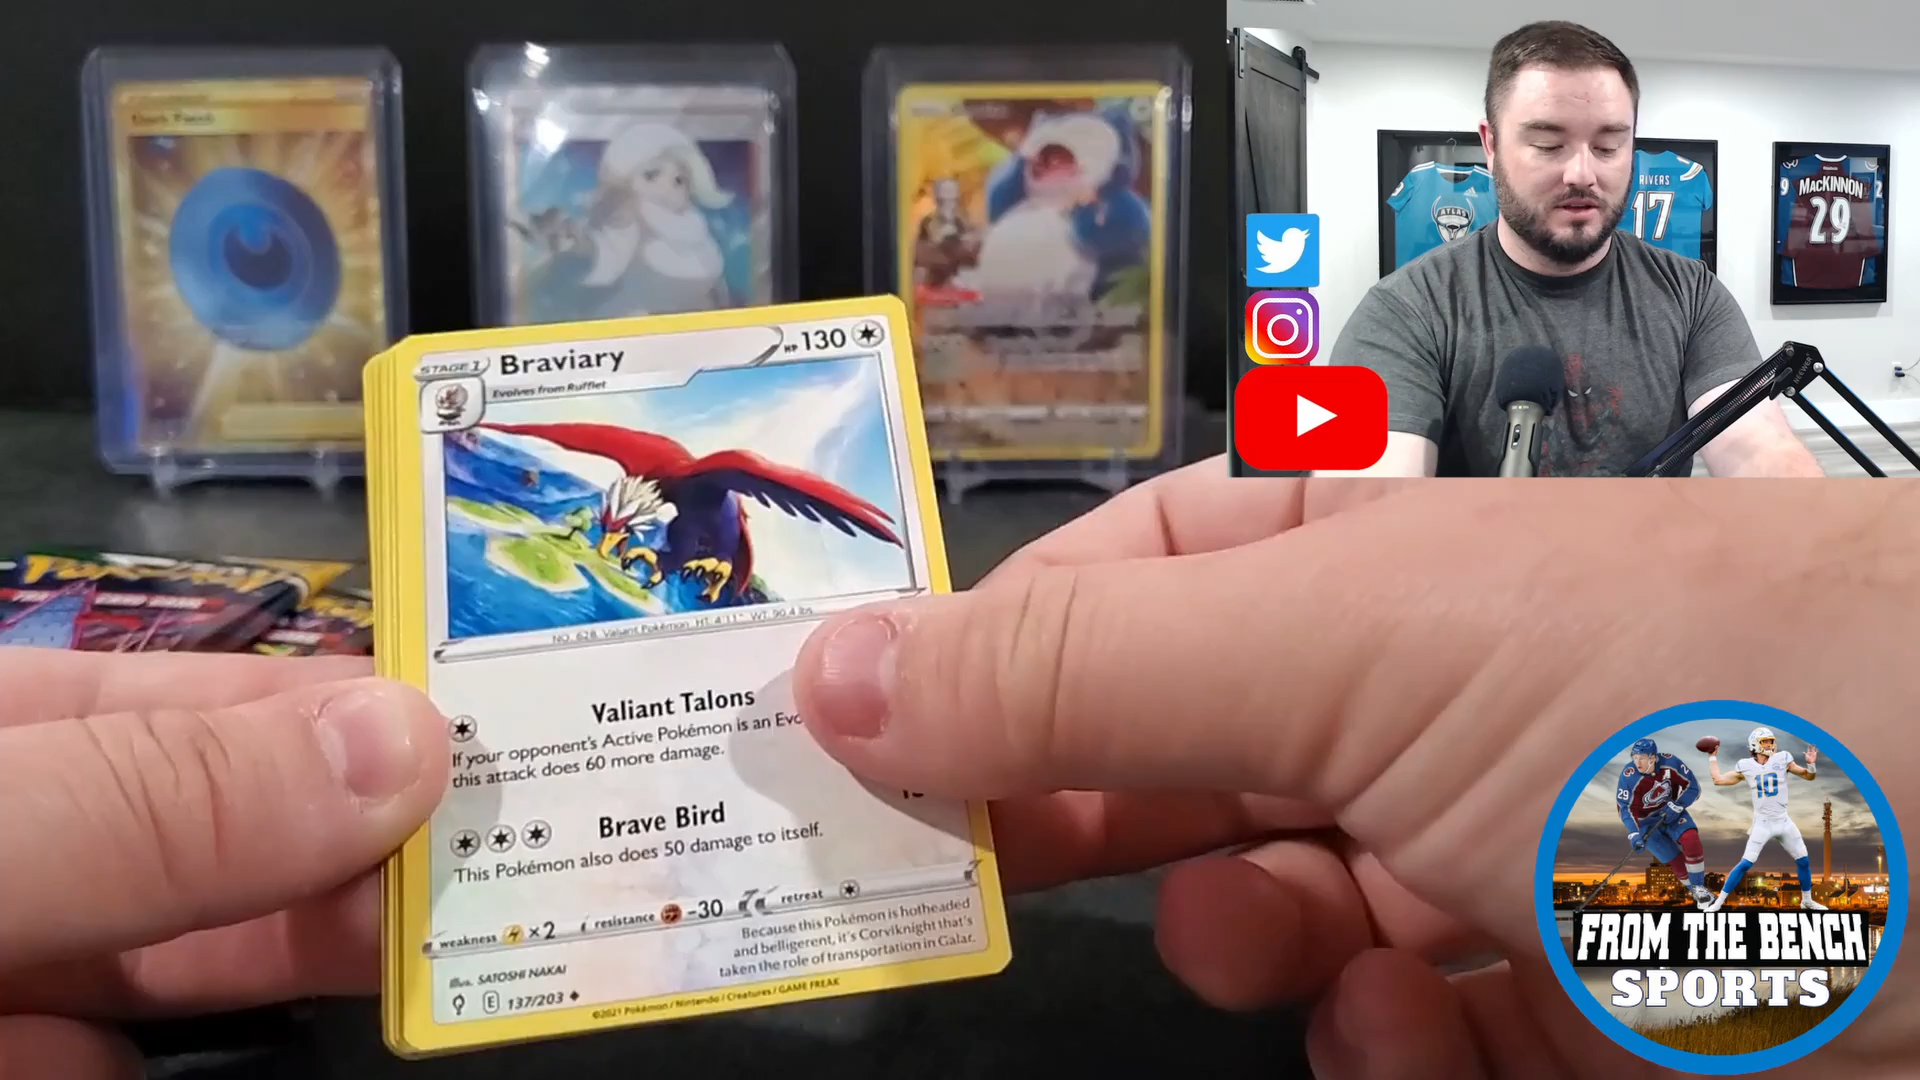 STAGE 1
Braviary
HP 130
Evolves from Rufflet
NO. 628 Valiant Pokémon HT: 4'11" WT: 90.4 lbs
Valiant Talons
If your opponent's Active Pokémon is an
this attack does 60 more damage.
Brave Bird
This Pokémon also does 50 damage to itself.
weakness ×2 resistance -30 retreat
Because this Pokémon is hotheaded
and belligerent, it's Corviknight that's
taken the role of transportation in Galar.
Illus. SATOSHI NAKAI
E 137/203
©2021 Pokémon / Nintendo / Creatures / GAME FREAK
RIVERS
17
MacKINNON
29
NEEWER
29
10
FROM THE BENCH
SPORTS